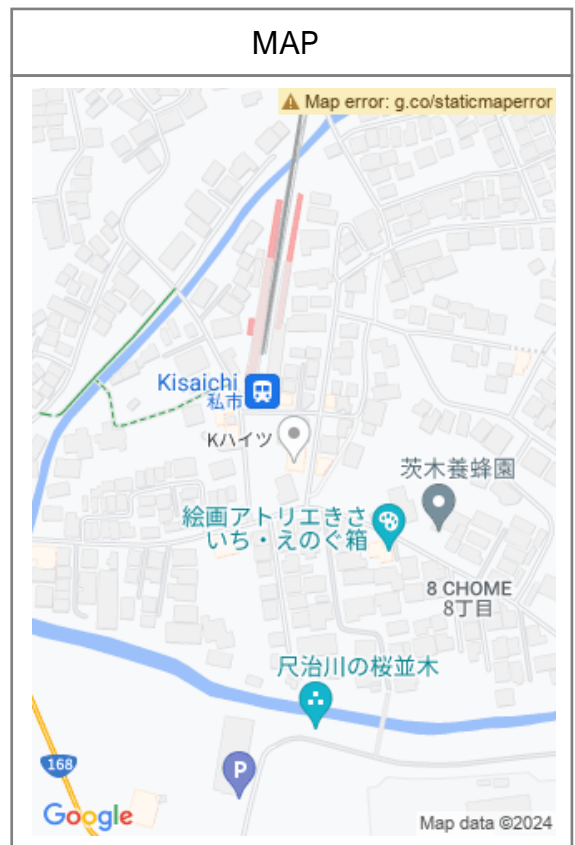 MAP
Map error: g.co/staticmaperror
Kisaichi
私市
Kハイツ
茨木養蜂園
絵画アトリエきさ
いち・えのぐ箱
8 CHOME
8丁目
尺治川の桜並木
168
P
Google
Map data ©2024